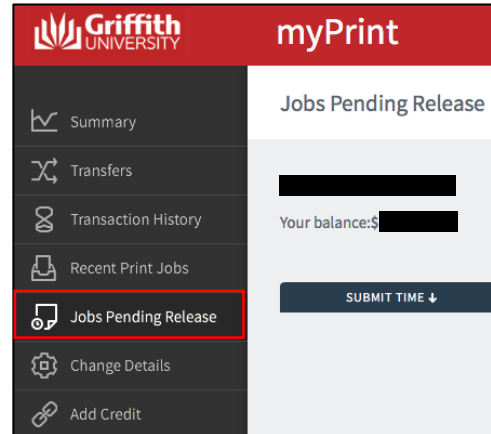 Griffith
UNIVERSITY
myPrint
Summary
Transfers
Transaction History
Recent Print Jobs
Jobs Pending Release
Change Details
Add Credit
Jobs Pending Release
Your balance:$
SUBMIT TIME ↓